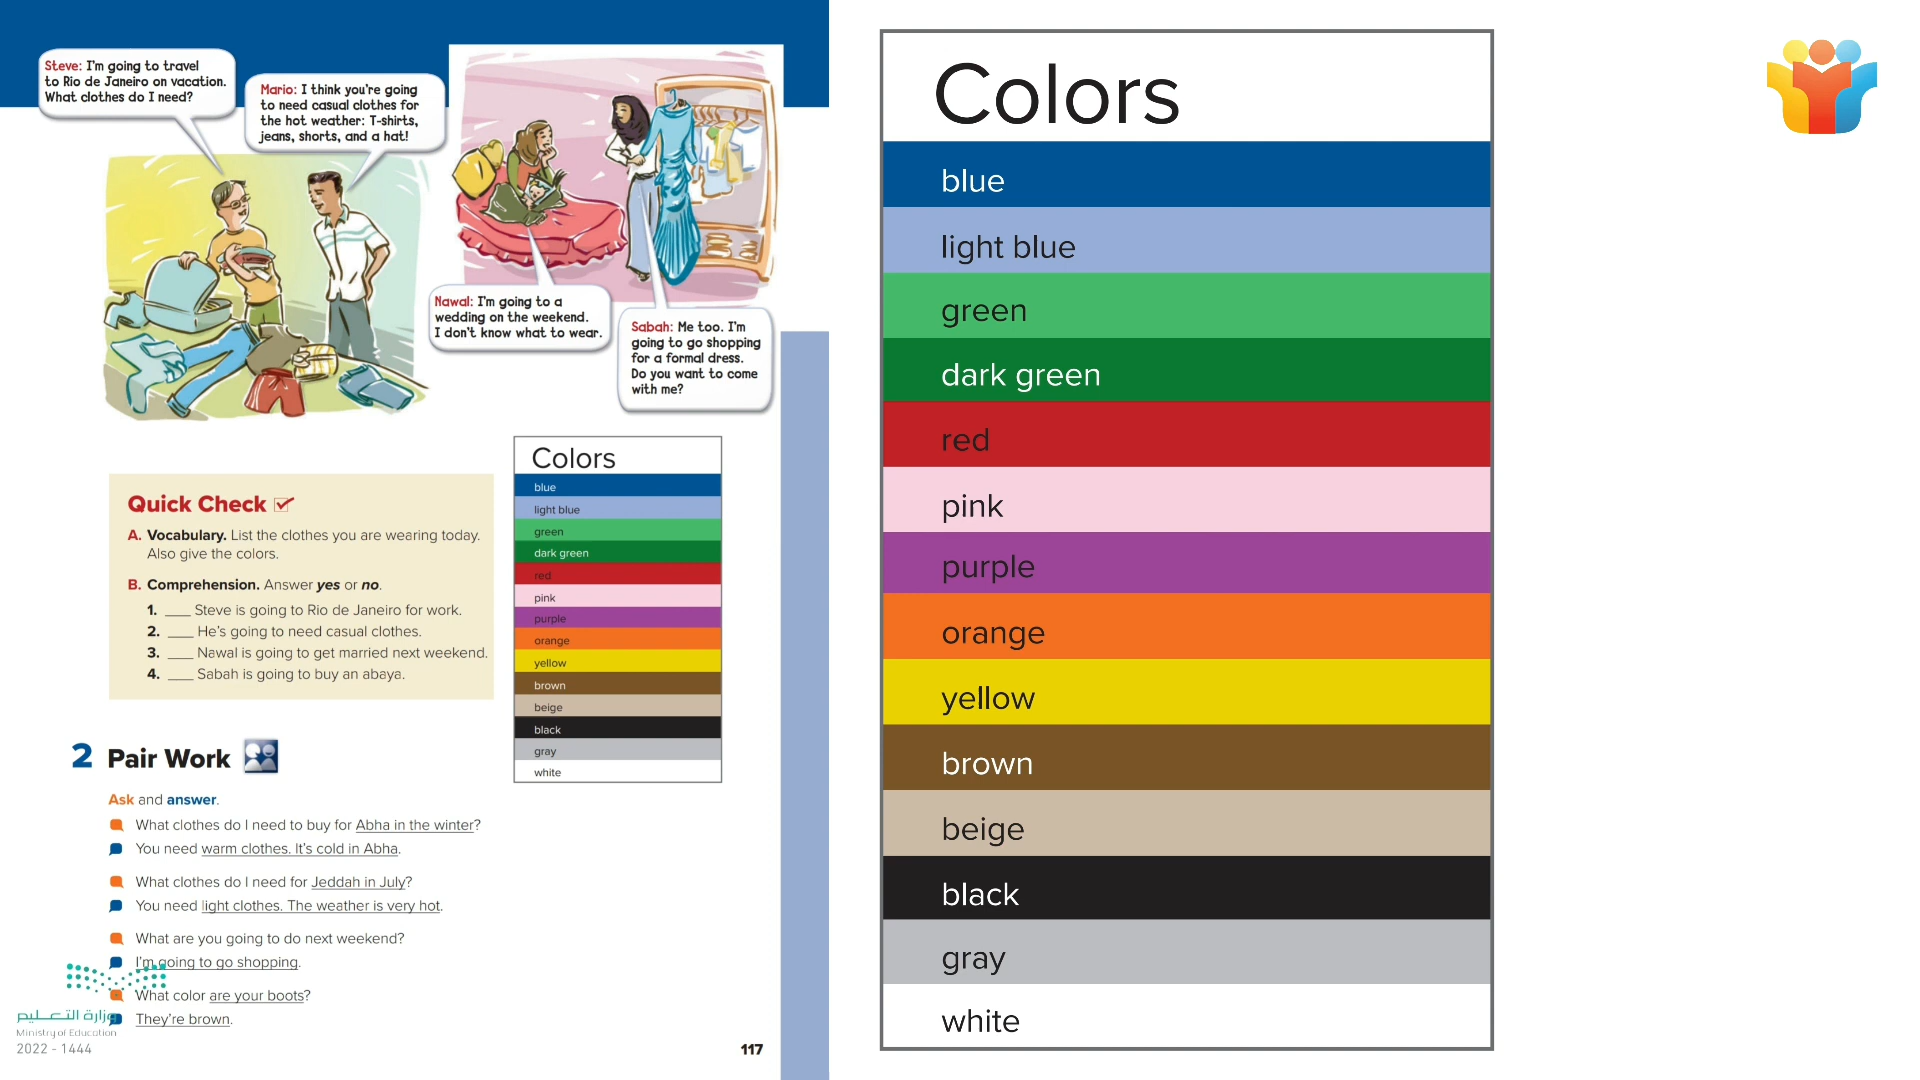 Steve: I'm going to travel
to Rio de Janeiro on vacation.
What clothes do I need?
Mario: I think you're going
to need casual clothes for
the hot weather: T-shirts,
jeans, shorts, and a hat!
Nawal: I'm going to a
wedding on the weekend.
I don't know what to wear.
Sabah: Me too. I'm
going to go shopping
for a formal dress.
Do you want to come
with me?
Quick Check
A. Vocabulary. List the clothes you are wearing today.
Also give the colors.
B. Comprehension. Answer yes or no.
1. ___ Steve is going to Rio de Janeiro for work.
2. ___ He's going to need casual clothes.
3. ___ Nawal is going to get married next weekend.
4. ___ Sabah is going to buy an abaya.
Colors
blue
light blue
green
dark green
red
pink
purple
orange
yellow
brown
beige
black
gray
white
2 Pair Work
Ask and answer.
What clothes do I need to buy for Abha in the winter?
You need warm clothes. It's cold in Abha.
What clothes do I need for Jeddah in July?
You need light clothes. The weather is very hot.
What are you going to do next weekend?
I'm going to go shopping.
What color are your boots?
They're brown.
وزارة التعليم
Ministry of Education
2022 - 1444
117
Colors
blue
light blue
green
dark green
red
pink
purple
orange
yellow
brown
beige
black
gray
white